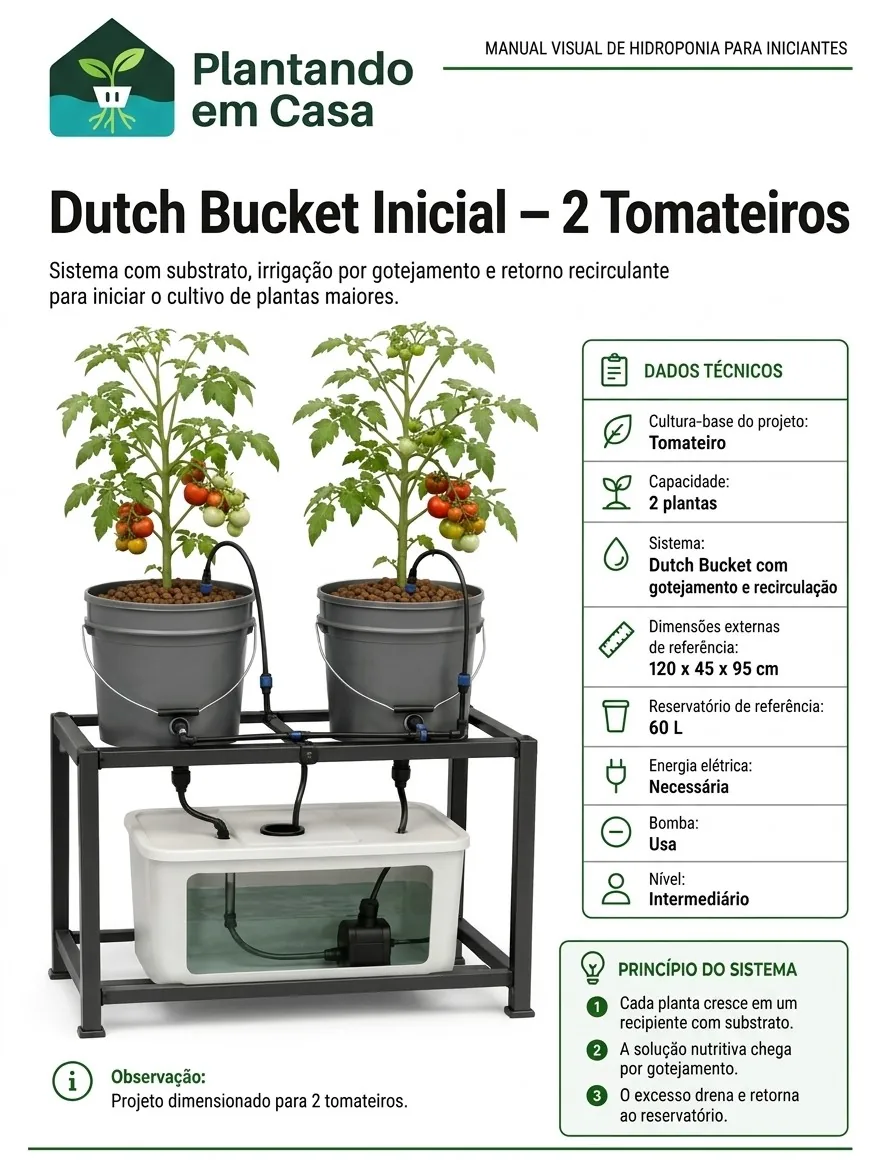 Plantando
em Casa
MANUAL VISUAL DE HIDROPONIA PARA INICIANTES
Dutch Bucket Inicial – 2 Tomateiros
Sistema com substrato, irrigação por gotejamento e retorno recirculante
para iniciar o cultivo de plantas maiores.
DADOS TÉCNICOS
Cultura-base do projeto:
Tomateiro
Capacidade:
2 plantas
Sistema:
Dutch Bucket com
gotejamento e recirculação
Dimensões externas
de referência:
120 x 45 x 95 cm
Reservatório de referência:
60 L
Energia elétrica:
Necessária
Bomba:
Usa
Nível:
Intermediário
PRINCÍPIO DO SISTEMA
1 Cada planta cresce em um
recipiente com substrato.
2 A solução nutritiva chega
por gotejamento.
3 O excesso drena e retorna
ao reservatório.
Observação:
Projeto dimensionado para 2 tomateiros.